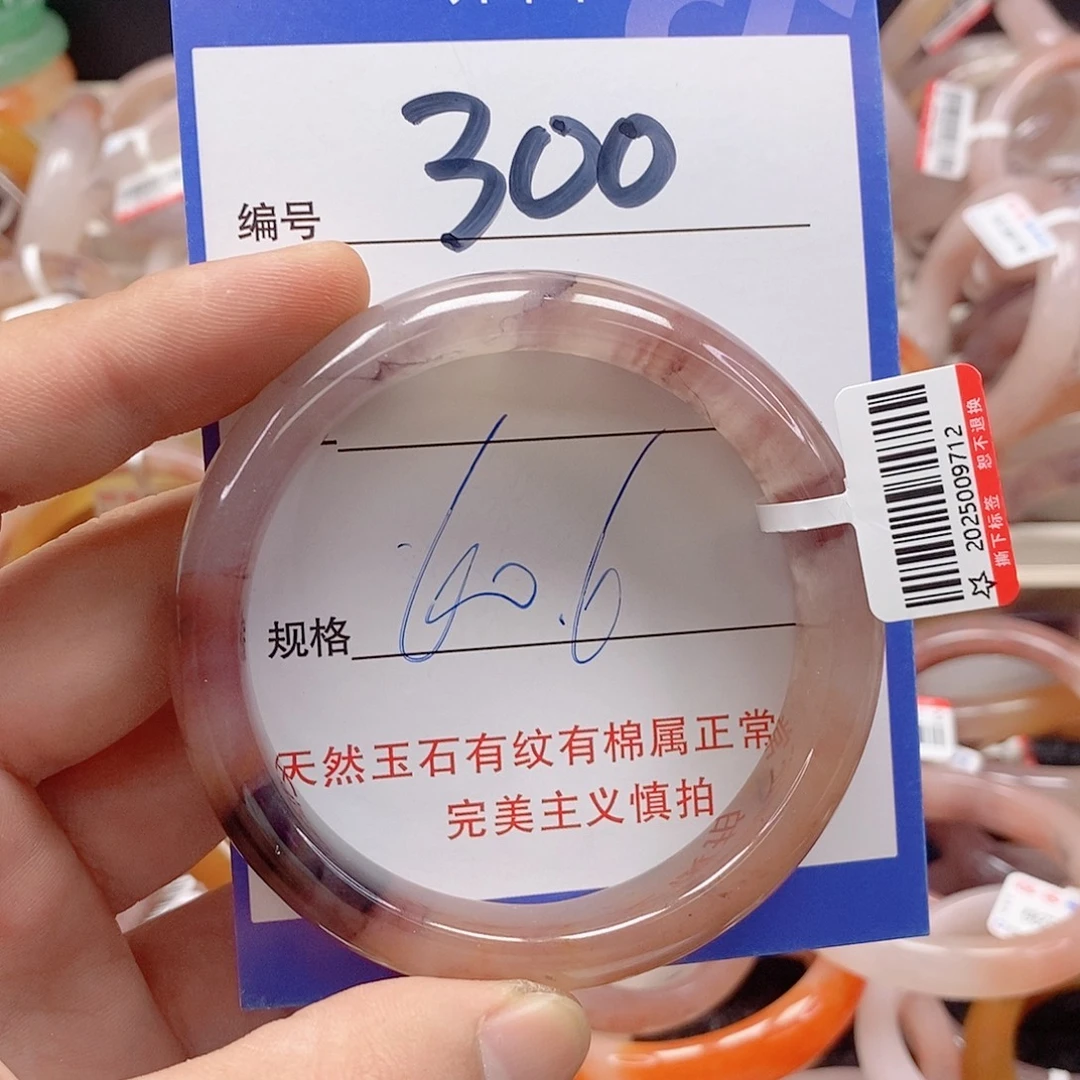 编号 300
规格 60.6
天然玉石有纹有棉属正常
完美主义慎拍
2025009712
撕下标签 恕不退换